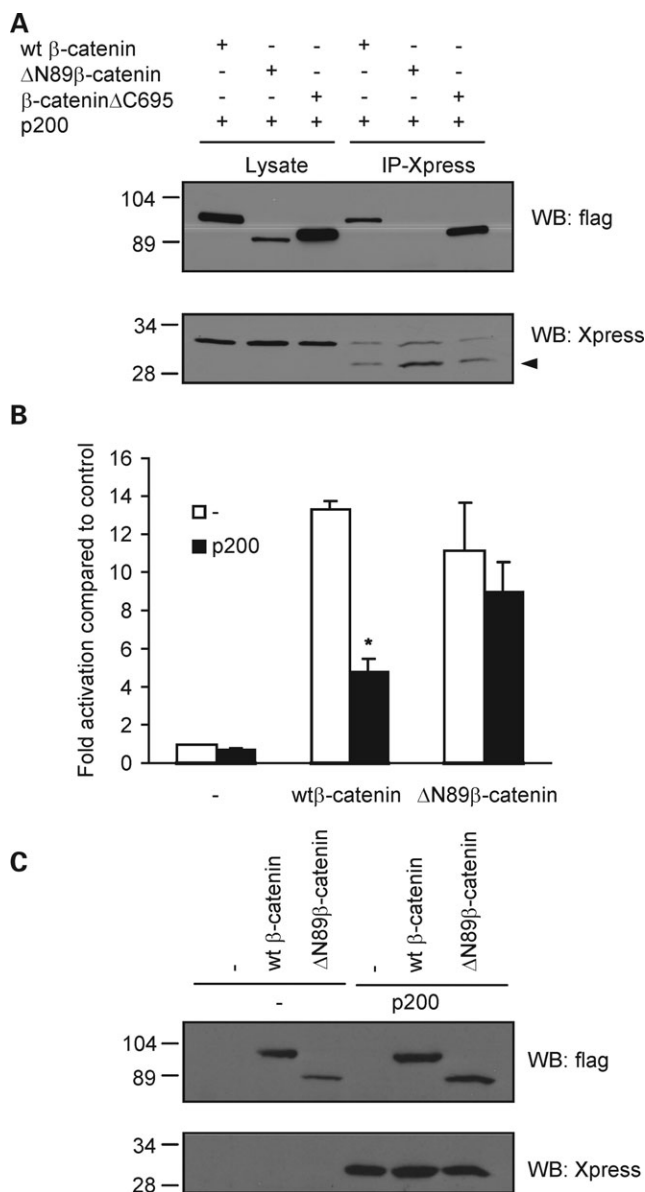 A
wt β-catenin + - - + - -
ΔN89β-catenin - + - - + -
β-cateninΔC695 - - + - - +
p200 + + + + + +
Lysate IP-Xpress
104
89
WB: flag
34
28
WB: Xpress
B
Fold activation compared to control
16
14
12
10
8
6
4
2
0
-
p200
*
- wtβ-catenin ΔN89β-catenin
C
- wt β-catenin ΔN89β-catenin - wt β-catenin ΔN89β-catenin
- p200
104
89
WB: flag
34
28
WB: Xpress